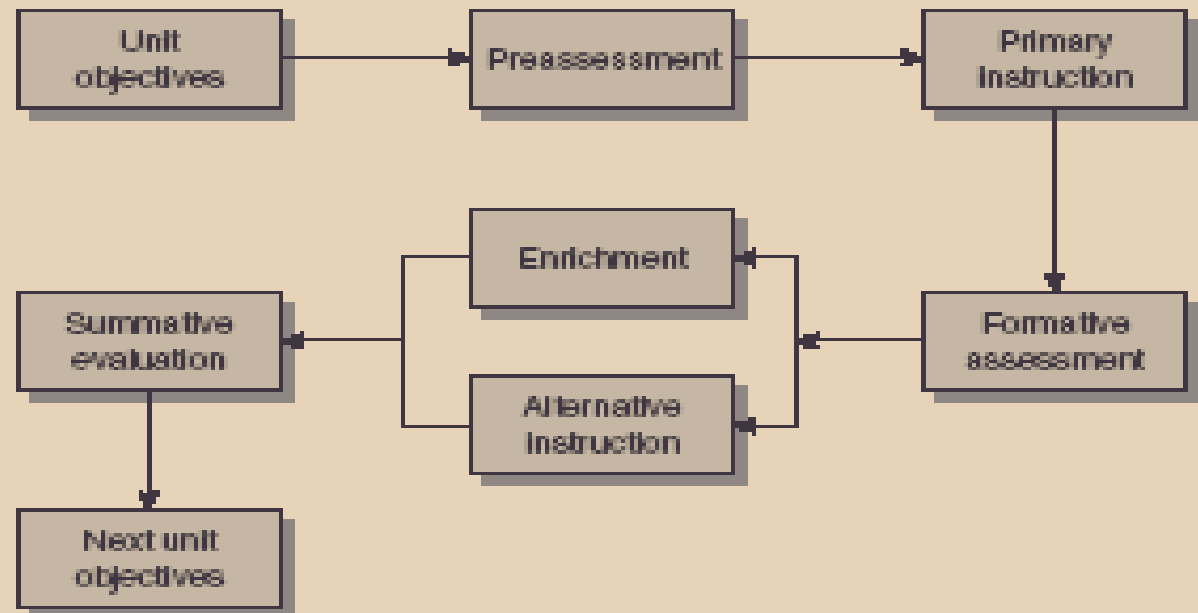 Unit
objectives
Preassessment
Primary
instruction
Enrichment
Summative
evaluation
Formative
assessment
Alternative
instruction
Next unit
objectives